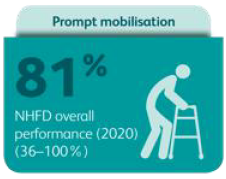 Prompt mobilisation
81%
NHFD overall
performance (2020)
(36–100%)